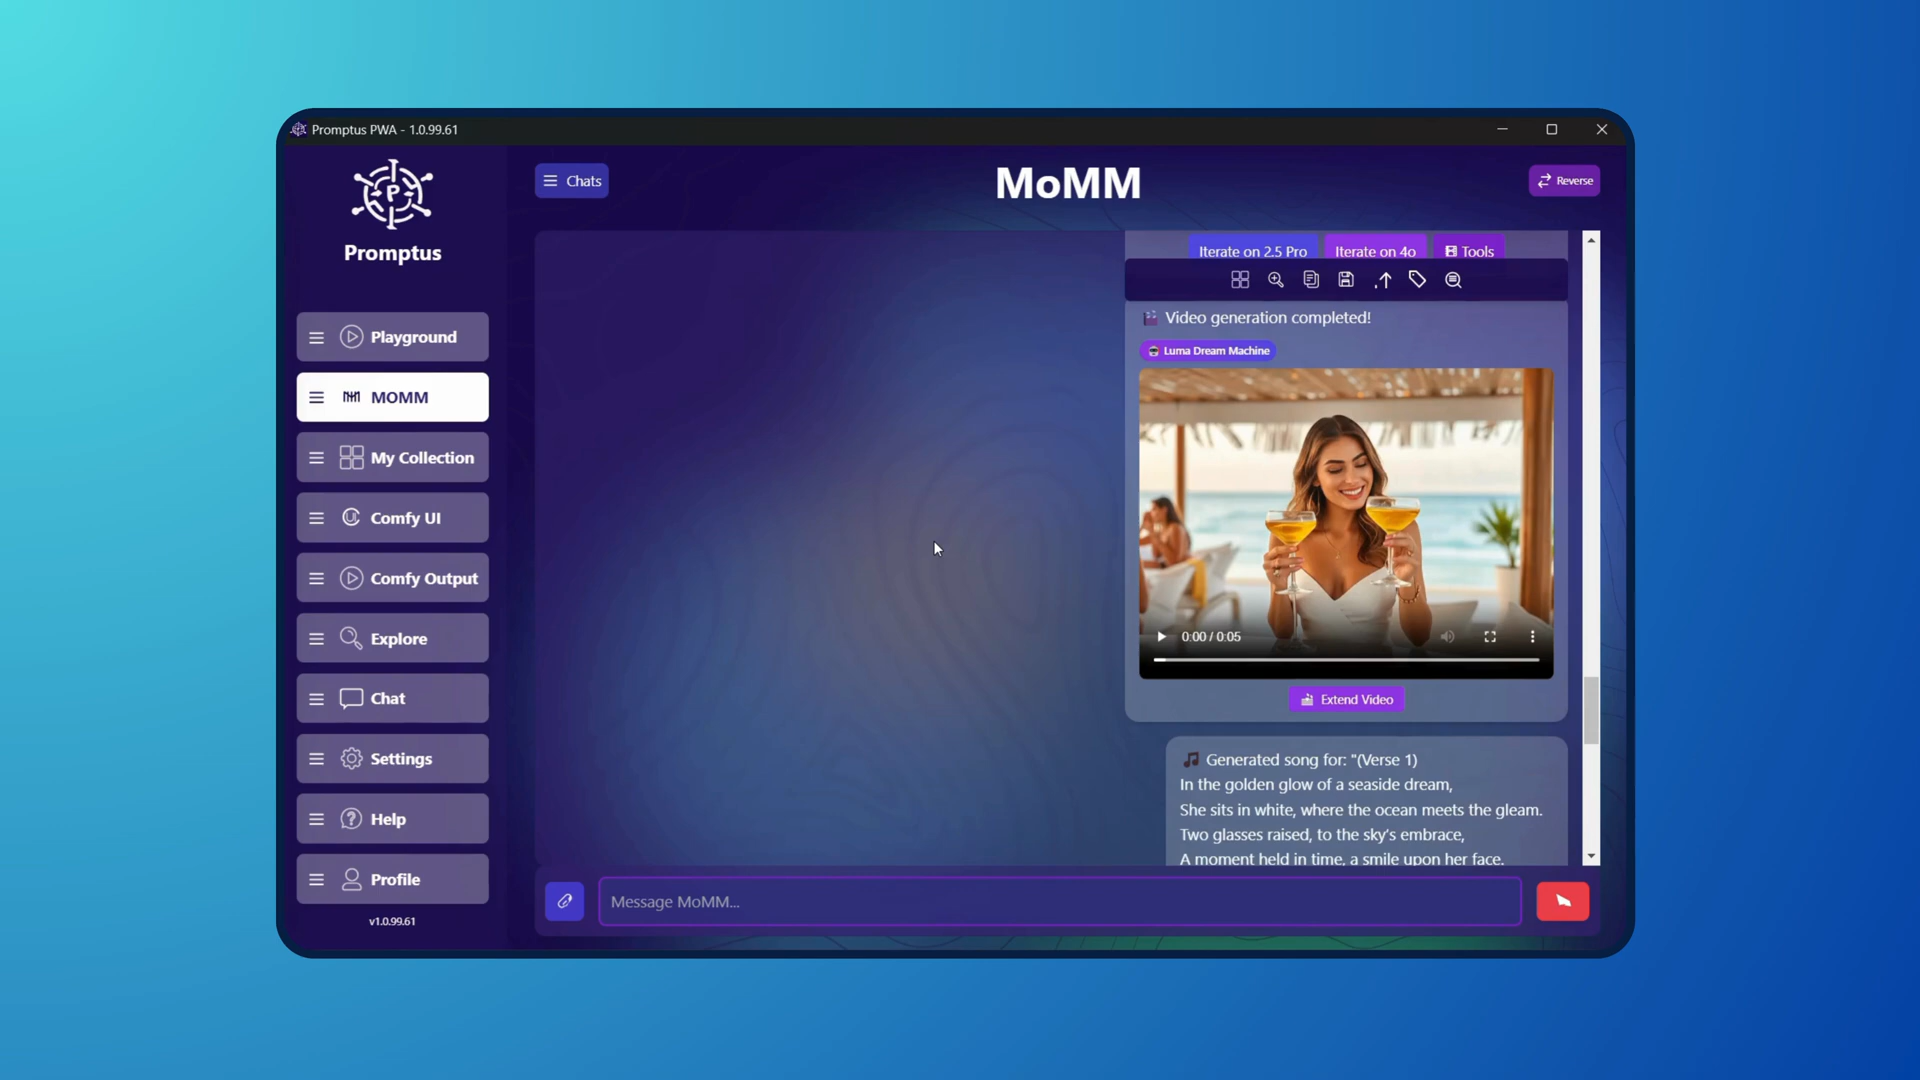 Promptus PWA - 1.0.99.61
P
Promptus
Chats
MoMM
Reverse
Playground
MOMM
My Collection
Comfy UI
Comfy Output
Explore
Chat
Settings
Help
Profile
v1.0.99.61
Iterate on 2.5 Pro
Iterate on 4o
Tools
Video generation completed!
Luma Dream Machine
0:00 / 0:05
Extend Video
Generated song for: "(Verse 1)
In the golden glow of a seaside dream,
She sits in white, where the ocean meets the gleam.
Two glasses raised, to the sky's embrace,
A moment held in time, a smile upon her face.
Message MoMM...